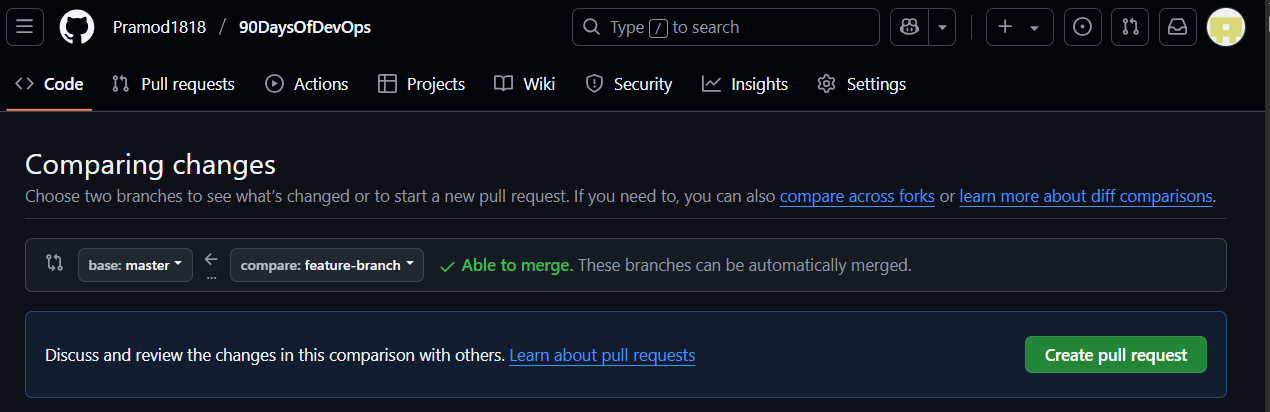 Pramod1818 / 90DaysOfDevOps Type / to search
Code Pull requests Actions Projects Wiki Security Insights Settings
Comparing changes
Choose two branches to see what's changed or to start a new pull request. If you need to, you can also compare across forks or learn more about diff comparisons.
base: master ... compare: feature-branch Able to merge. These branches can be automatically merged.
Discuss and review the changes in this comparison with others. Learn about pull requests Create pull request